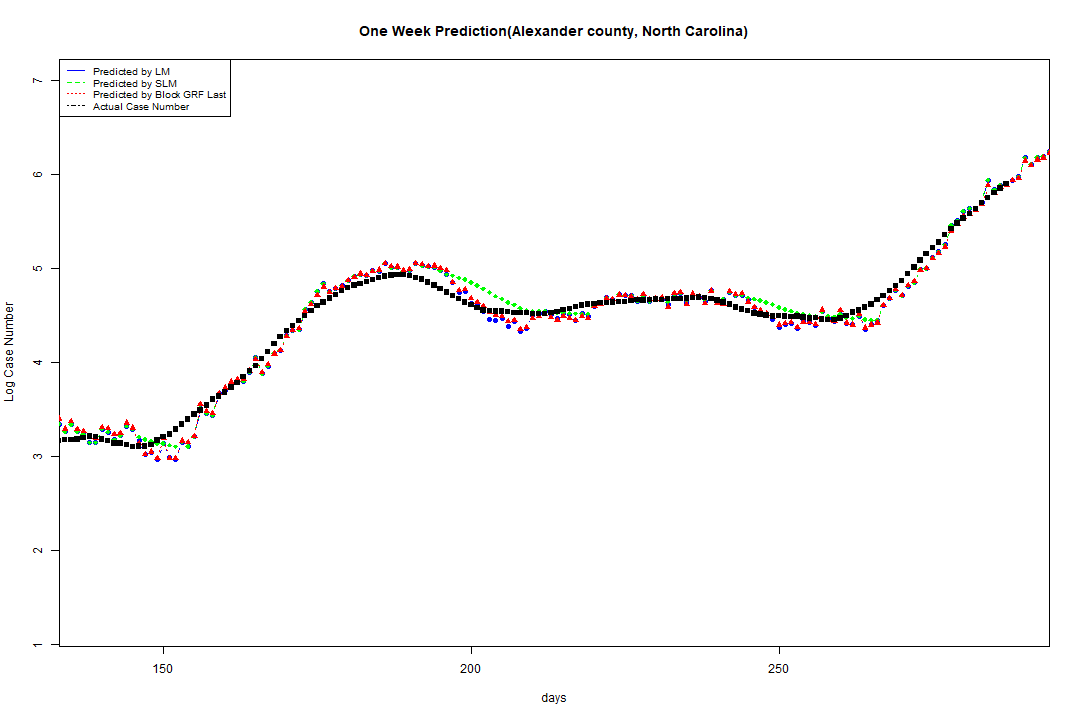 One Week Prediction(Alexander county, North Carolina)
Predicted by LM
Predicted by SLM
Predicted by Block GRF Last
Actual Case Number
7
6
5
4
3
2
1
Log Case Number
150
200
250
days